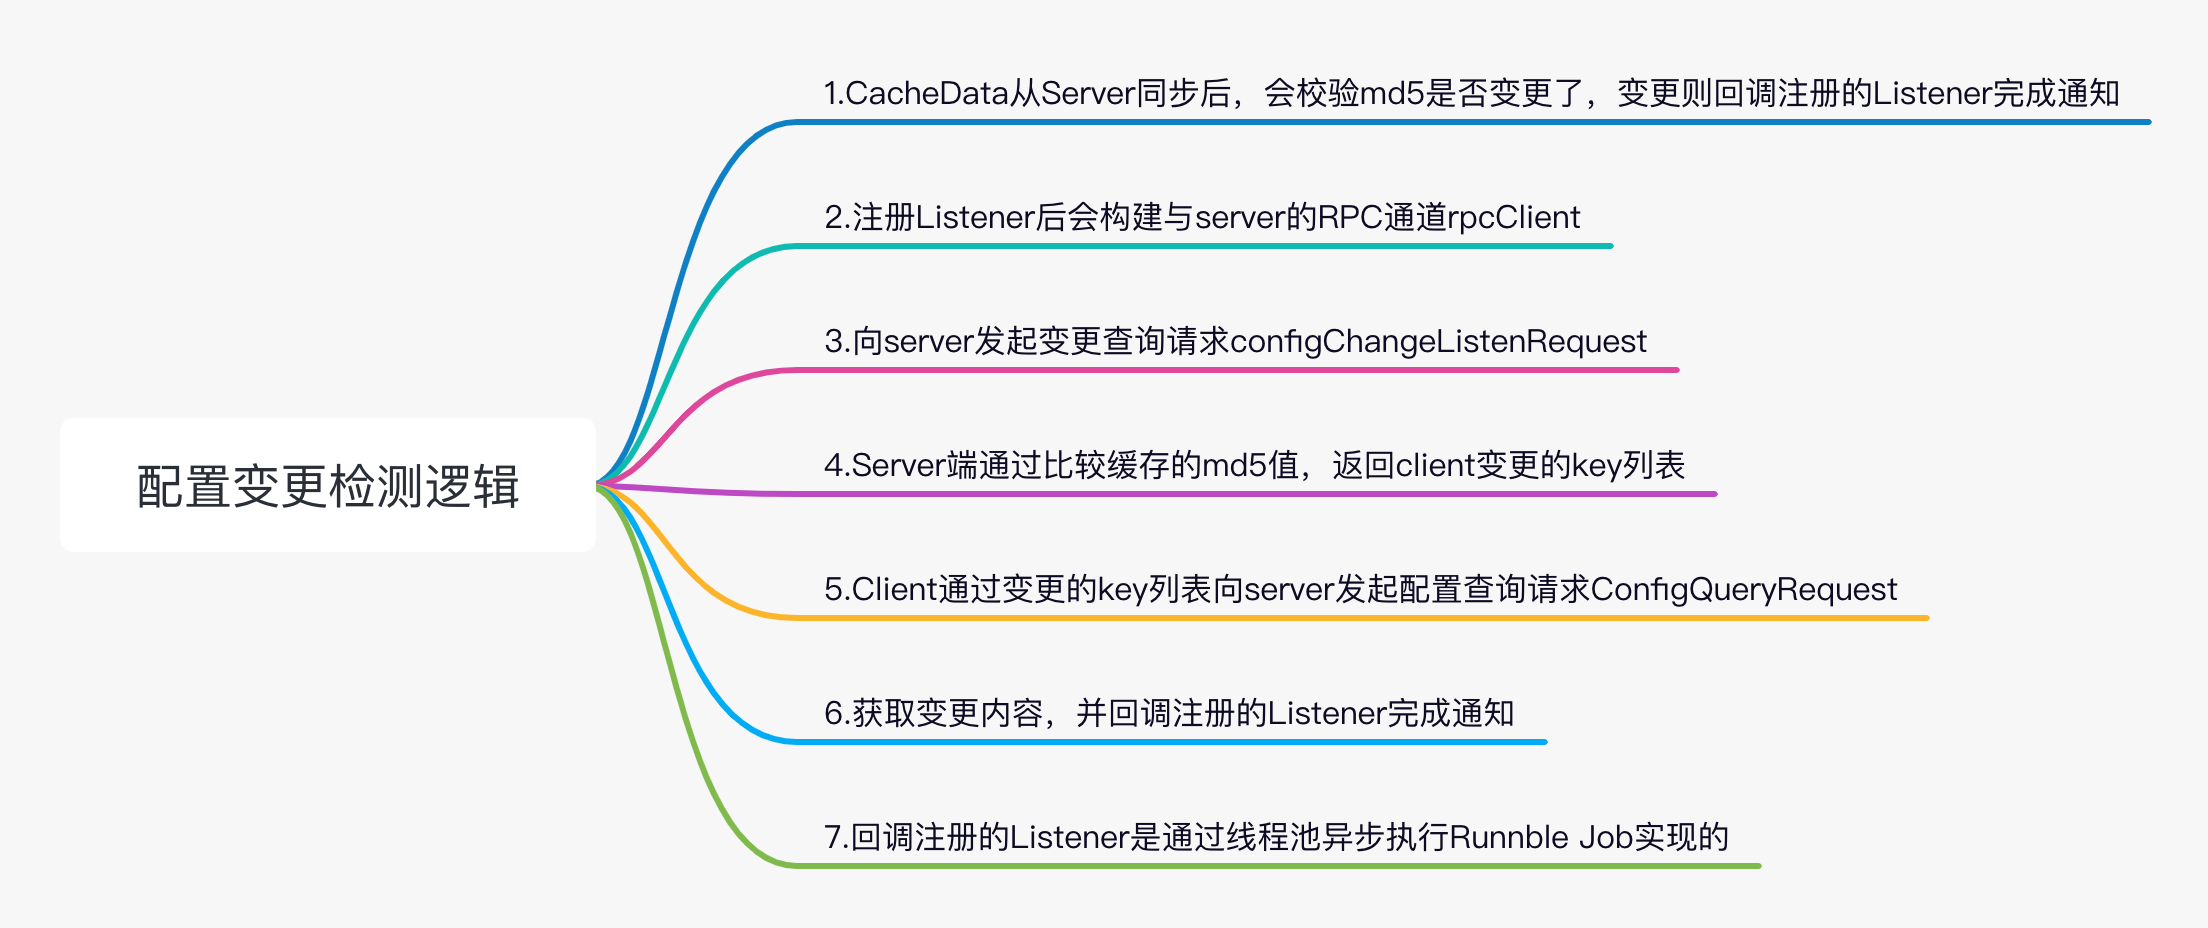 配置变更检测逻辑
1.CacheData从Server同步后，会校验md5是否变更了，变更则回调注册的Listener完成通知
2.注册Listener后会构建与server的RPC通道rpcClient
3.向server发起变更查询请求configChangeListenRequest
4.Server端通过比较缓存的md5值，返回client变更的key列表
5.Client通过变更的key列表向server发起配置查询请求ConfigQueryRequest
6.获取变更内容，并回调注册的Listener完成通知
7.回调注册的Listener是通过线程池异步执行Runnble Job实现的